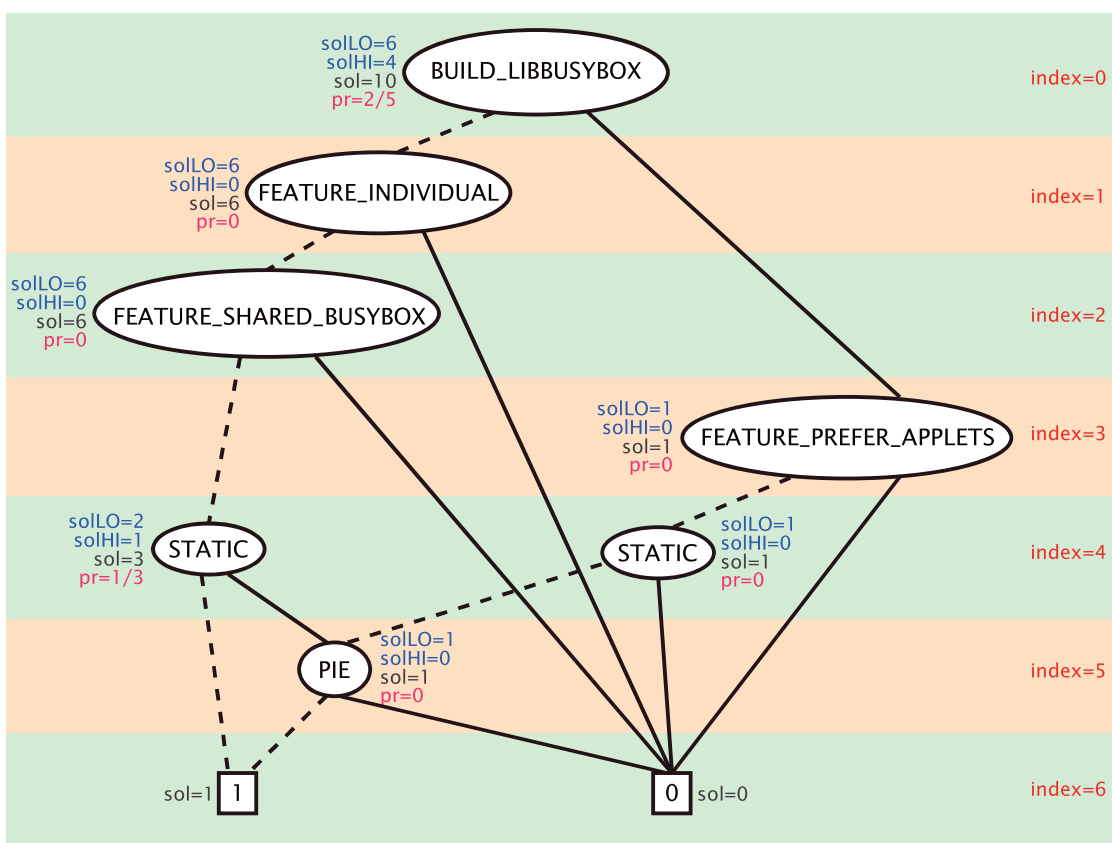 solLO=6
solHI=4
sol=10
pr=2/5
BUILD_LIBBUSYBOX
index=0
solLO=6
solHI=0
sol=6
pr=0
FEATURE_INDIVIDUAL
index=1
solLO=6
solHI=0
sol=6
pr=0
FEATURE_SHARED_BUSYBOX
index=2
solLO=1
solHI=0
sol=1
pr=0
FEATURE_PREFER_APPLETS
index=3
solLO=2
solHI=1
sol=3
pr=1/3
STATIC
STATIC
solLO=1
solHI=0
sol=1
pr=0
index=4
PIE
solLO=1
solHI=0
sol=1
pr=0
index=5
sol=1
1
0
sol=0
index=6